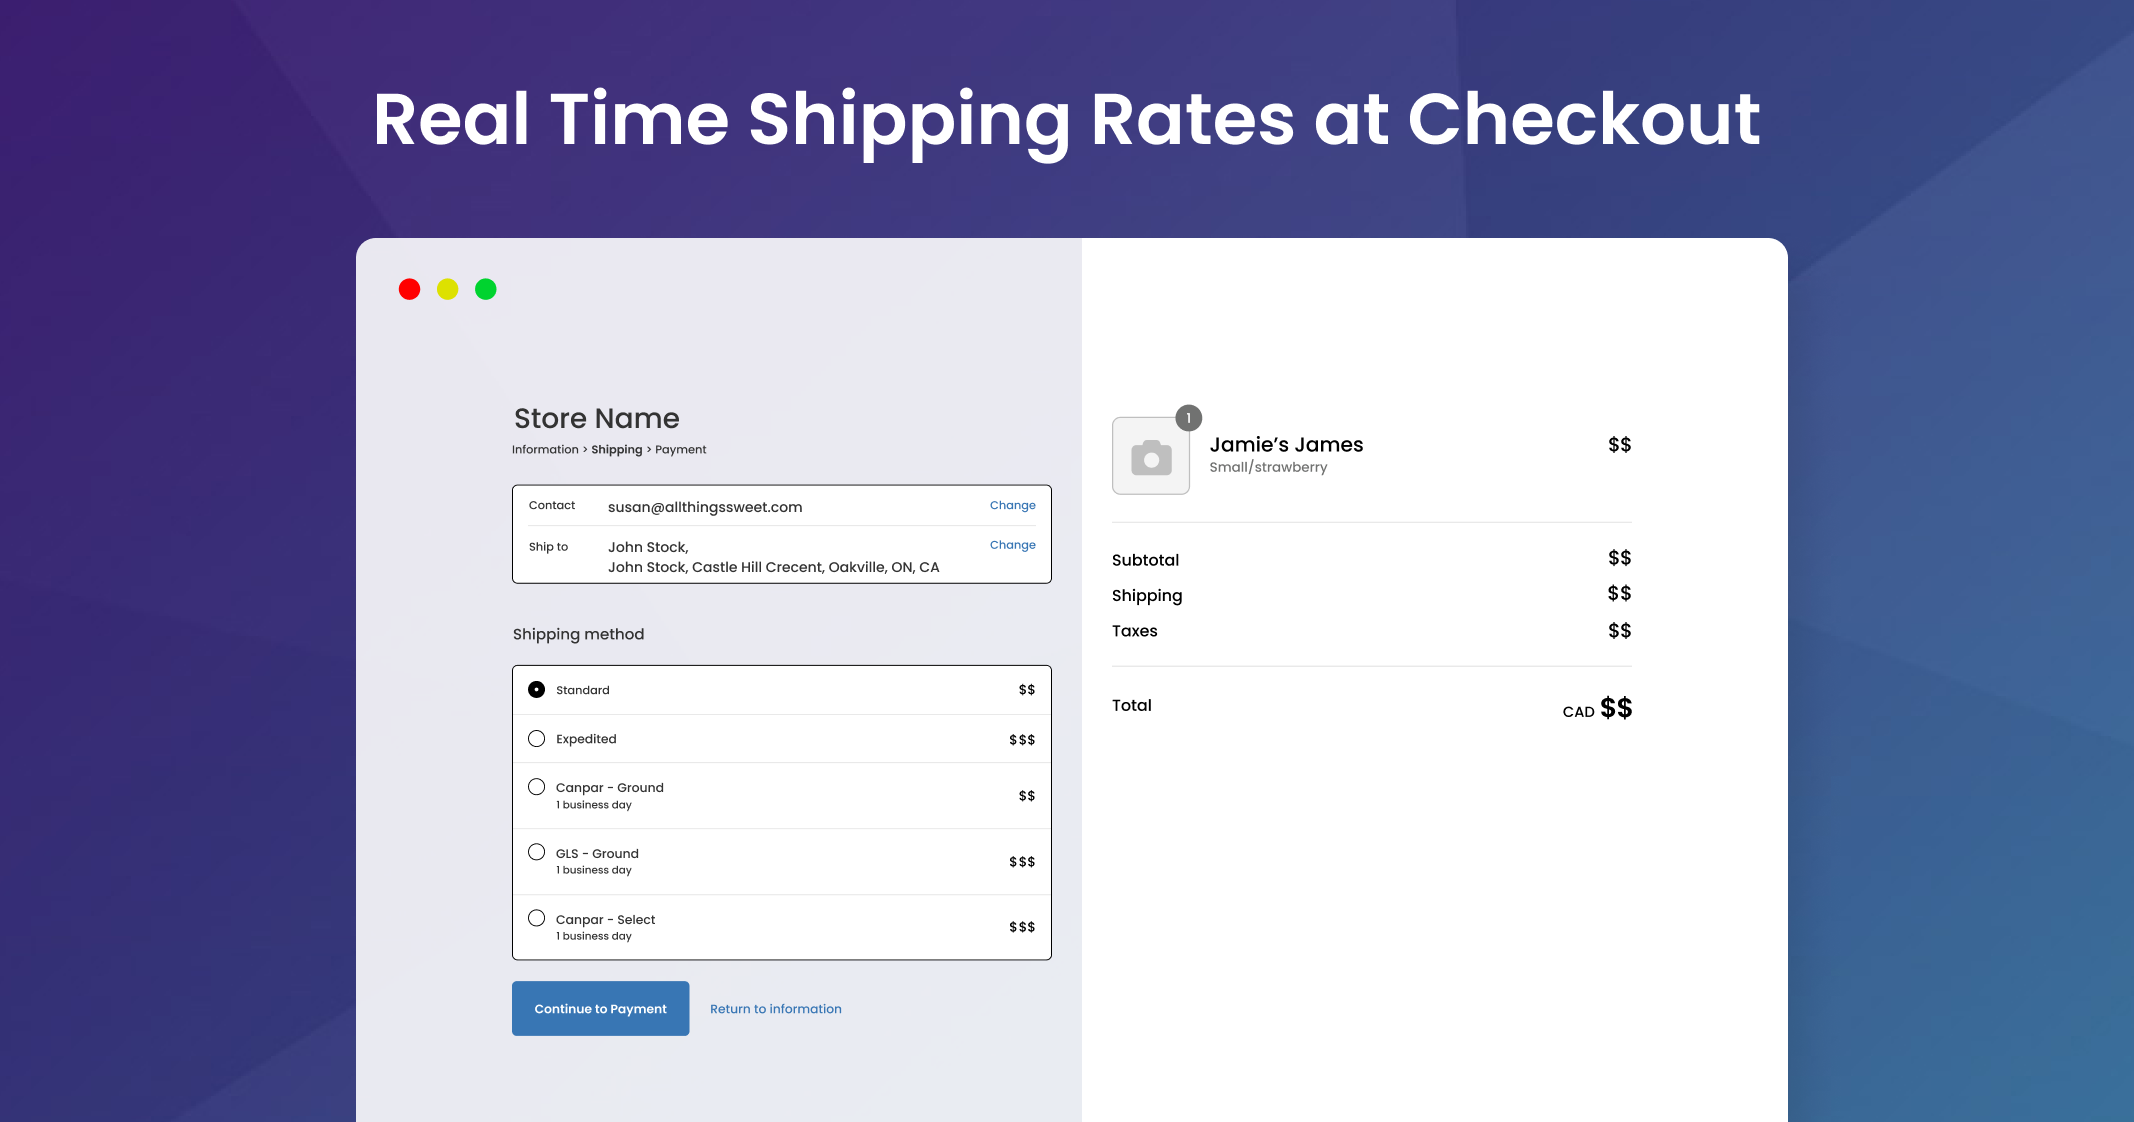 Real Time Shipping Rates at Checkout
Store Name
Information > Shipping > Payment
Contact susan@allthingssweet.com Change
Ship to John Stock, Change
John Stock, Castle Hill Crecent, Oakville, ON, CA
Shipping method
Standard $$
Expedited $$$
Canpar - Ground
1 business day $$
GLS - Ground
1 business day $$$
Canpar - Select
1 business day $$$
Continue to Payment Return to information
1
Jamie’s James $$
Small/strawberry
Subtotal $$
Shipping $$
Taxes $$
Total CAD $$